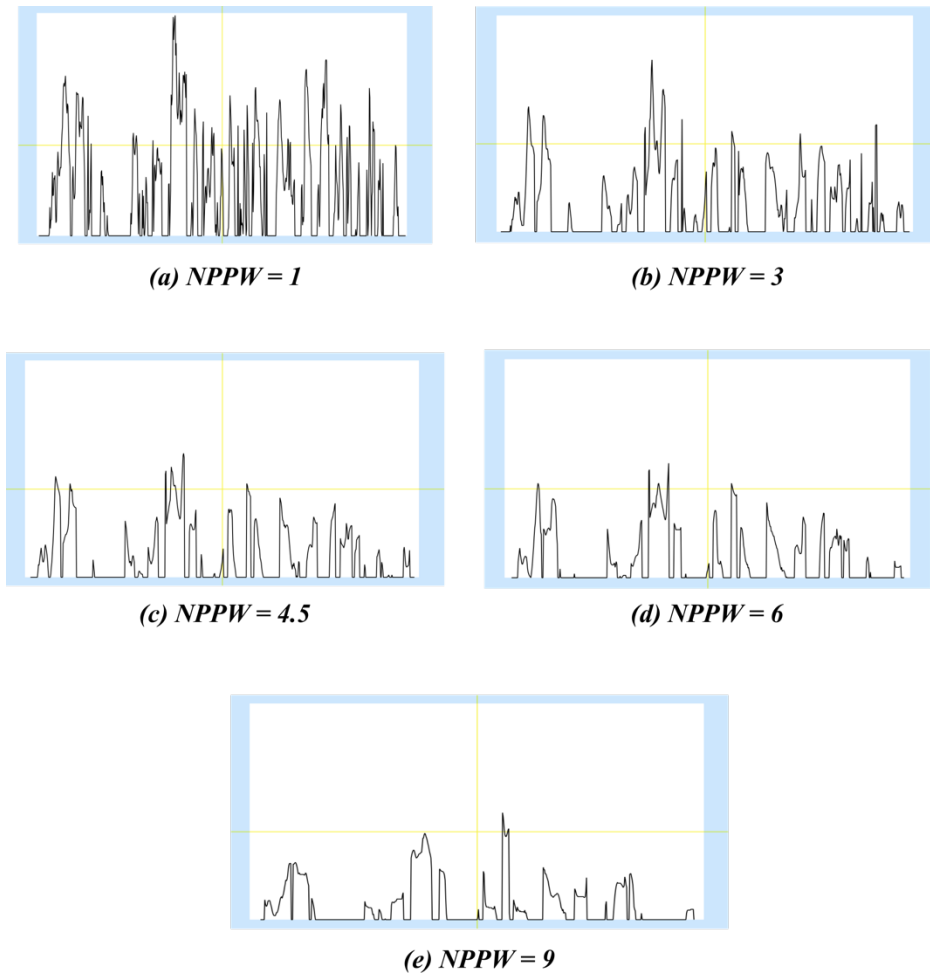 (a) NPPW = 1
(b) NPPW = 3
(c) NPPW = 4.5
(d) NPPW = 6
(e) NPPW = 9